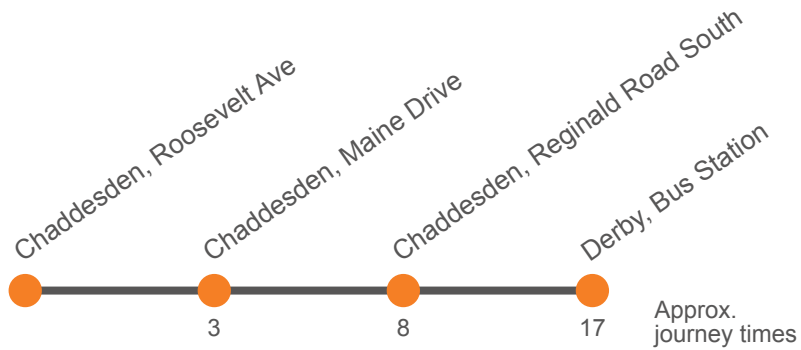 Chaddesden, Roosevelt Ave
Chaddesden, Maine Drive
Chaddesden, Reginald Road South
Derby, Bus Station
3
8
17
Approx.
journey times